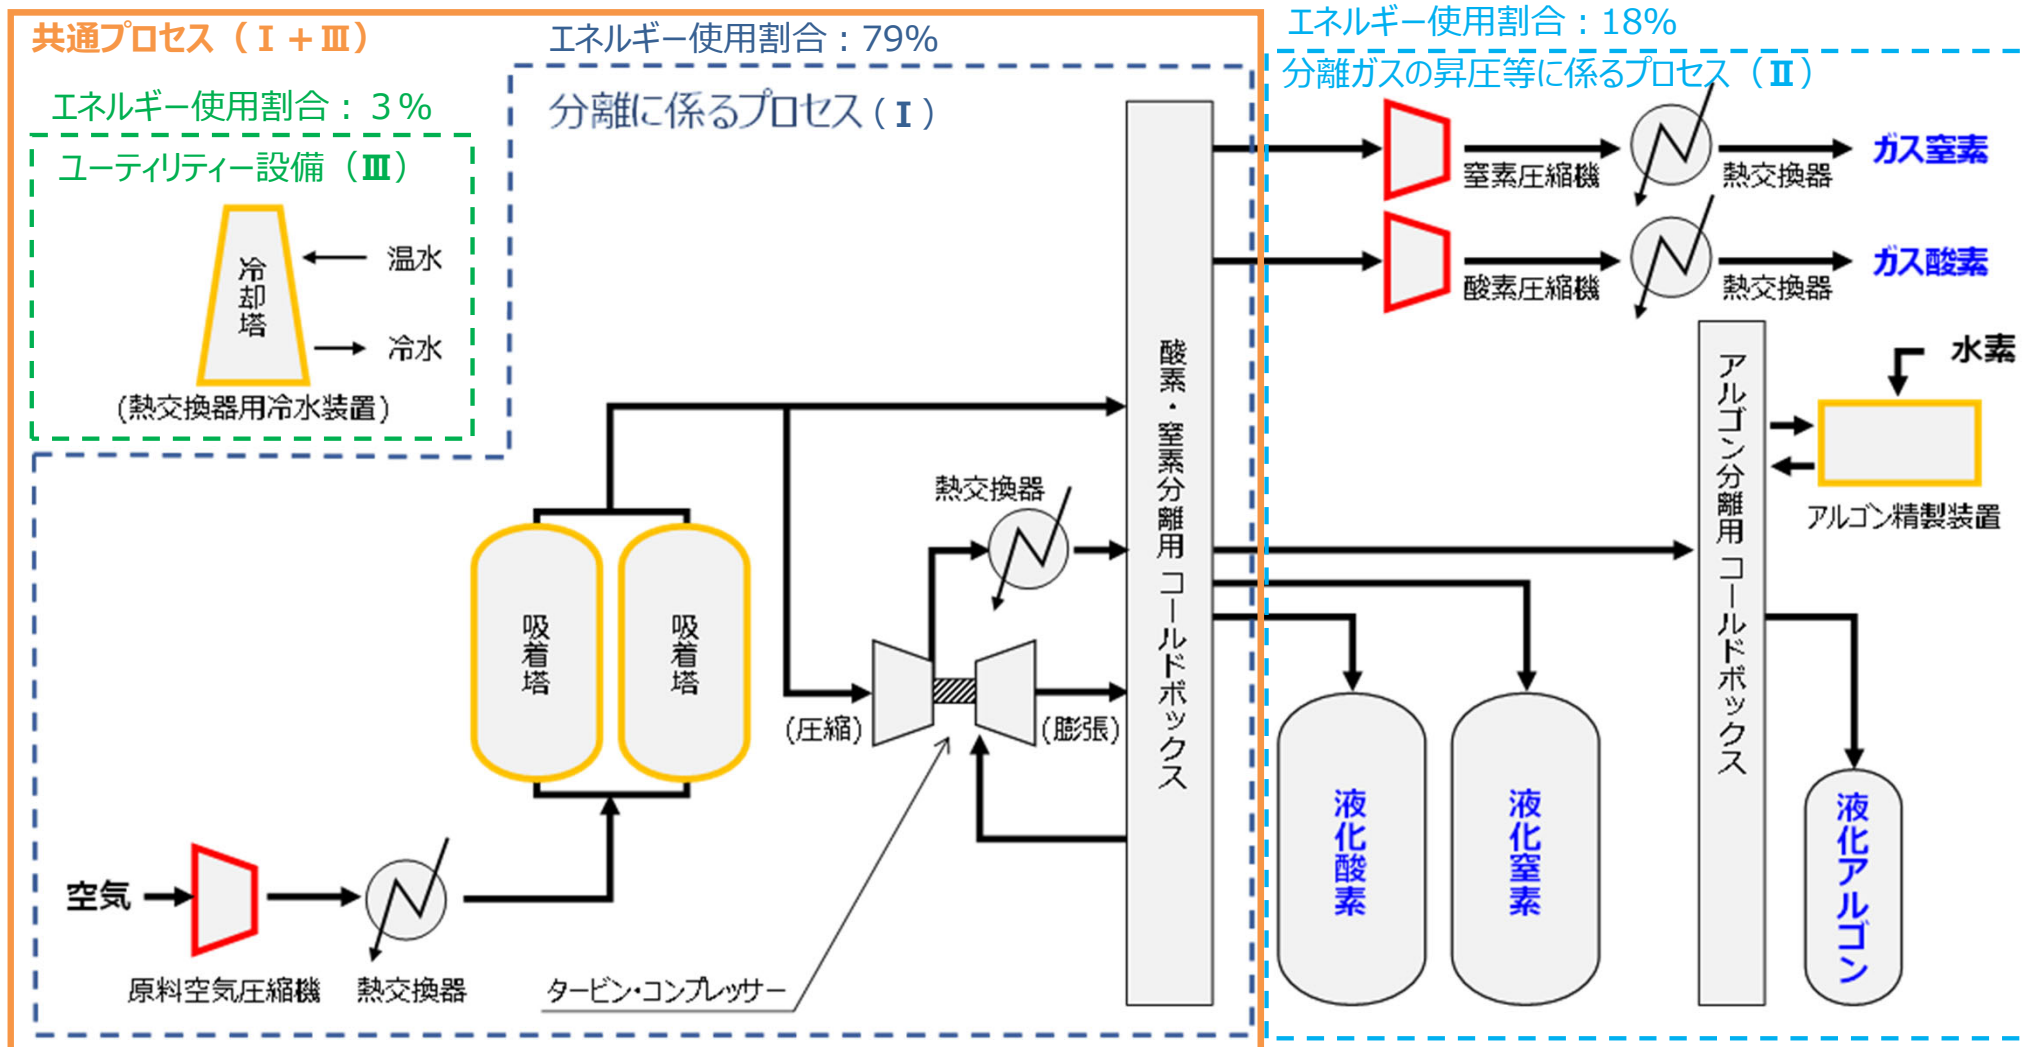 共通プロセス（Ⅰ＋Ⅲ）
エネルギー使用割合：79%
エネルギー使用割合：18%
分離ガスの昇圧等に係るプロセス（Ⅱ）
エネルギー使用割合：３%
分離に係るプロセス（Ⅰ）
ユーティリティー設備（Ⅲ）
冷却塔
温水
冷水
(熱交換器用冷水装置)
窒素圧縮機
熱交換器
ガス窒素
酸素圧縮機
熱交換器
ガス酸素
酸素・窒素分離用 コールドボックス
アルゴン分離用 コールドボックス
水素
アルゴン精製装置
熱交換器
吸着塔
吸着塔
(圧縮)
(膨張)
液化酸素
液化窒素
液化アルゴン
空気
原料空気圧縮機
熱交換器
タービン・コンプレッサー